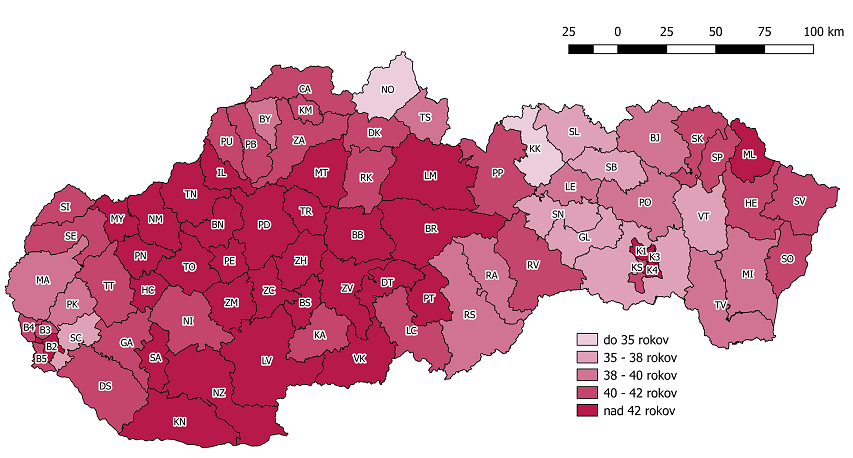 25 0 25 50 75 100 km
NO
CA
KM
BY
TS
PU
PB
ZA
DK
SL
BJ
SK
KK
SP
ML
IL
MT
RK
LM
PP
SB
LE
TN
SI
MY
NM
BN
PD
TR
PO
VT
HE
SV
SN
SE
BB
BR
GL
PN
TO
PE
ZH
K1
K3
KS
K4
SO
MA
TT
HC
ZM
ZC
BS
ZV
DT
PT
RA
RV
MI
PK
NI
RS
TV
B4
B3
SC
GA
KA
LC
B2
B5
SA
LV
VK
DS
NZ
KN
do 35 rokov
35 - 38 rokov
38 - 40 rokov
40 - 42 rokov
nad 42 rokov